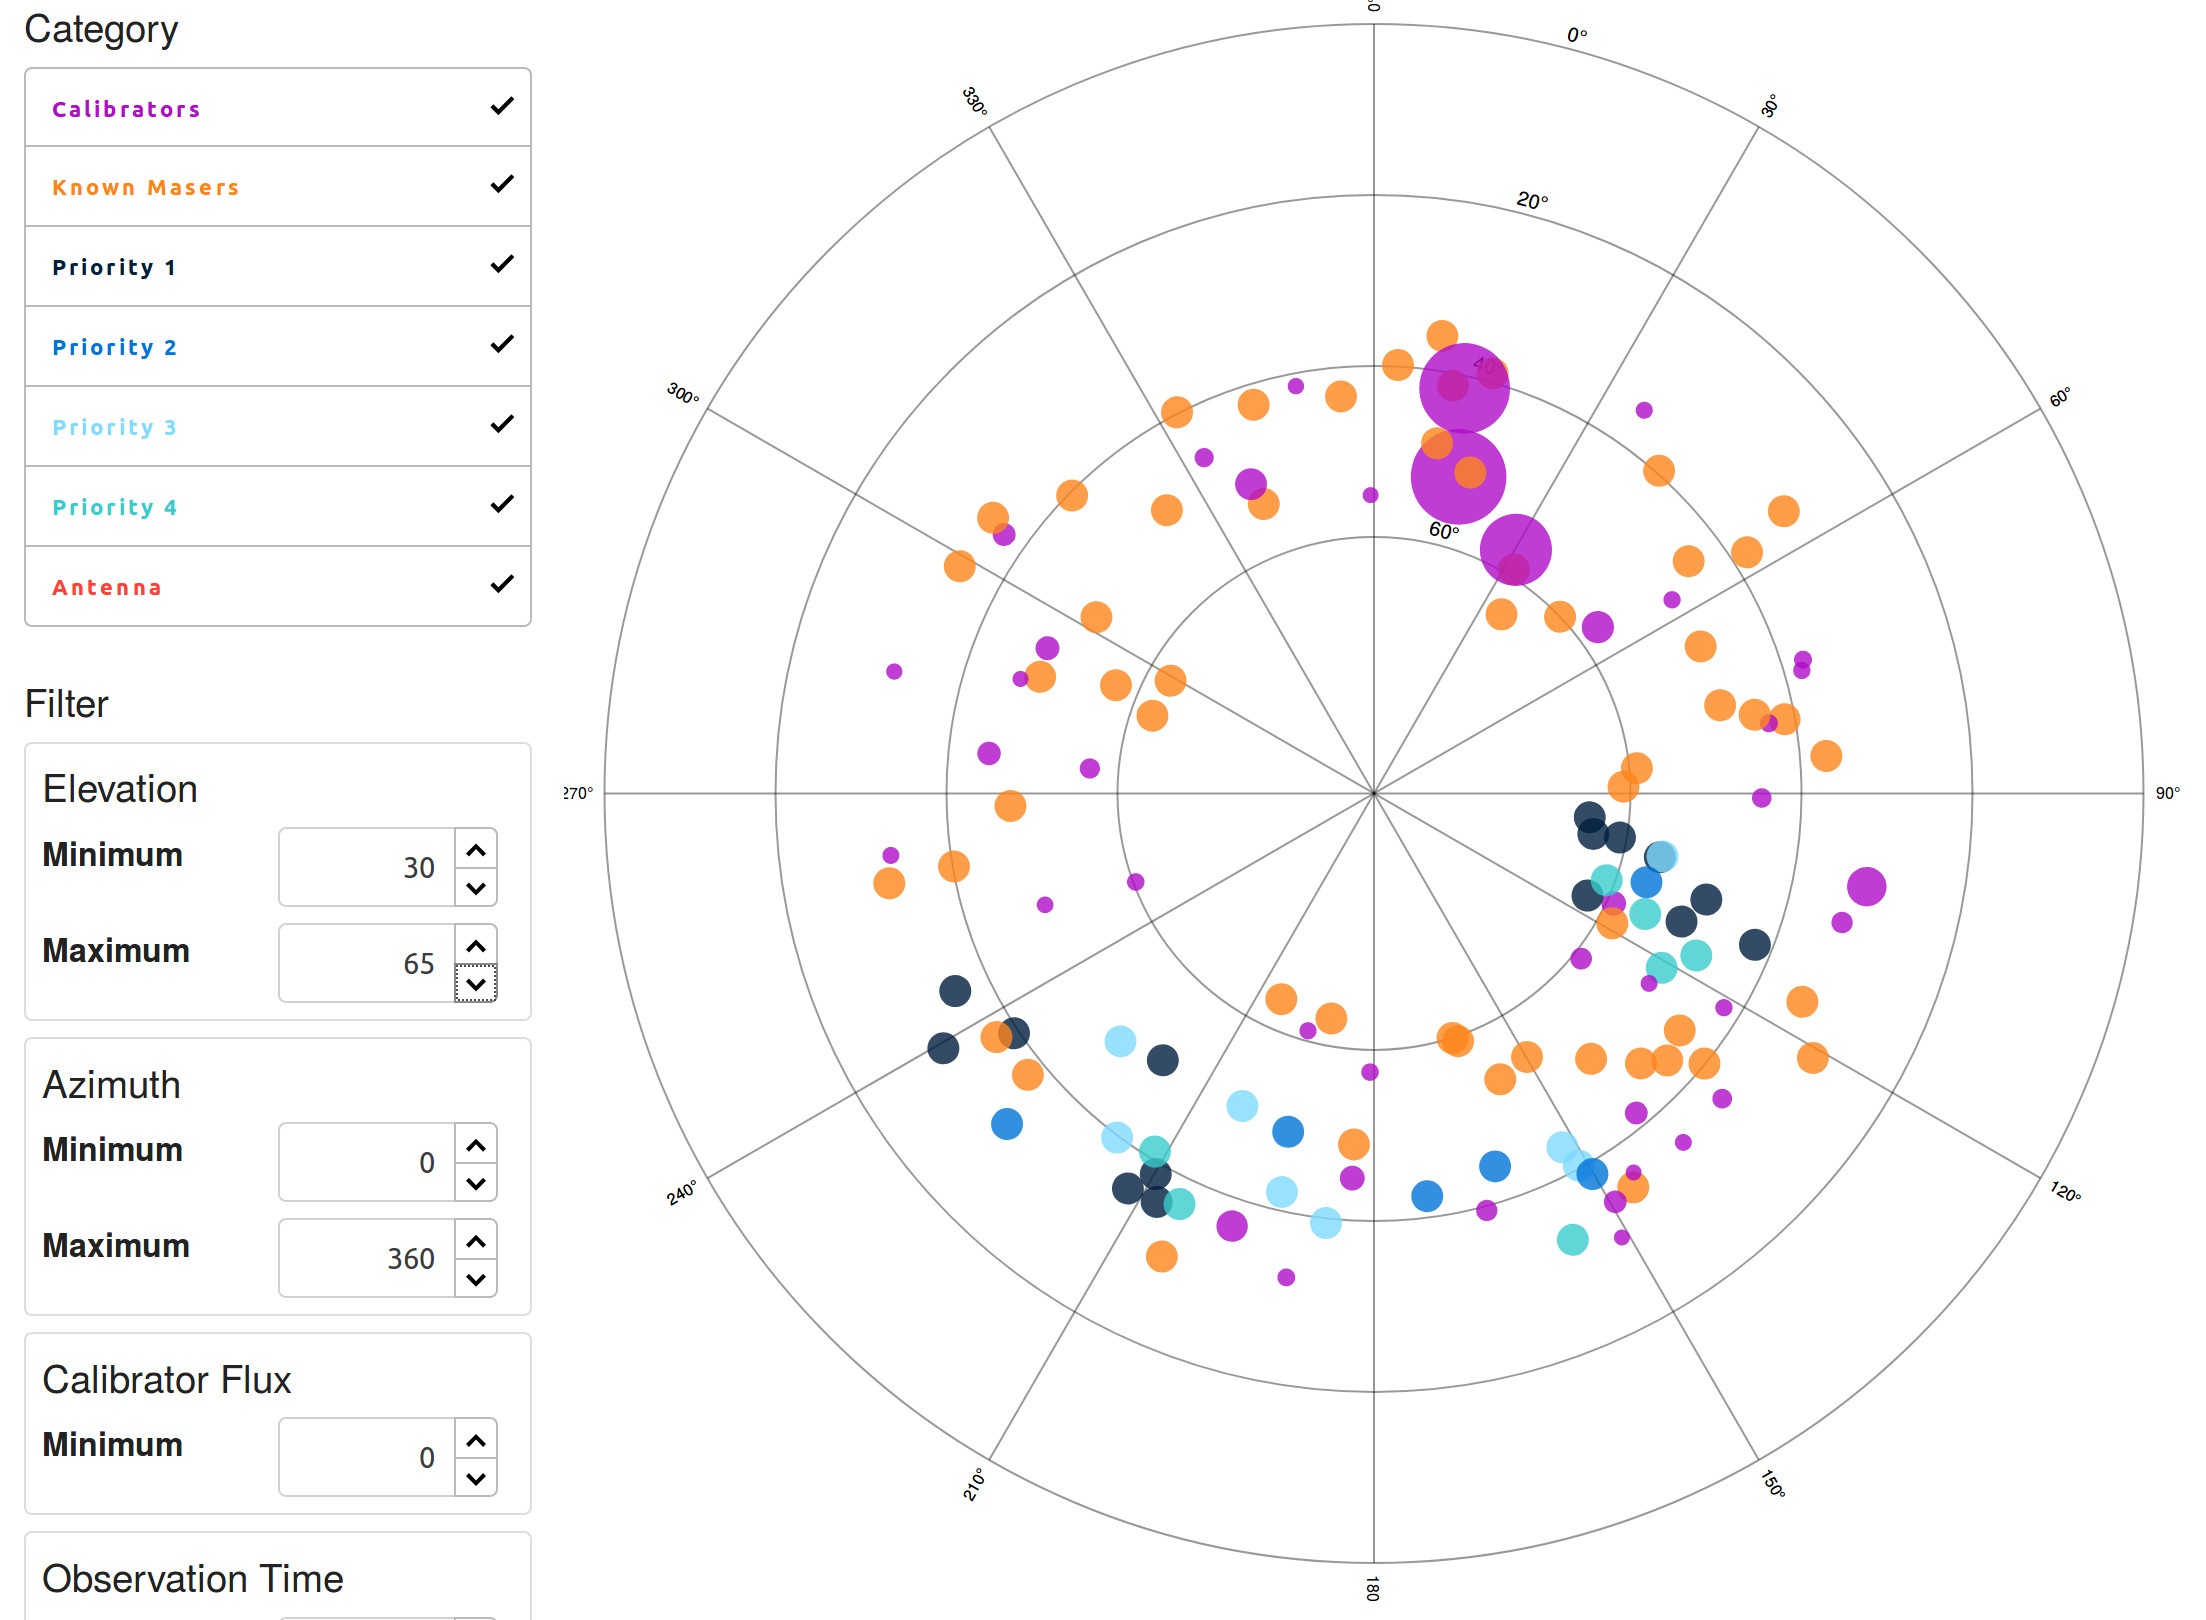 Category
Calibrators
Known Masers
Priority 1
Priority 2
Priority 3
Priority 4
Antenna
Filter
Elevation
Minimum 30
Maximum 65
Azimuth
Minimum 0
Maximum 360
Calibrator Flux
Minimum 0
Observation Time
0
0°
30°
330°
20°
40°
60°
300°
60°
270°
90°
240°
120°
210°
150°
180